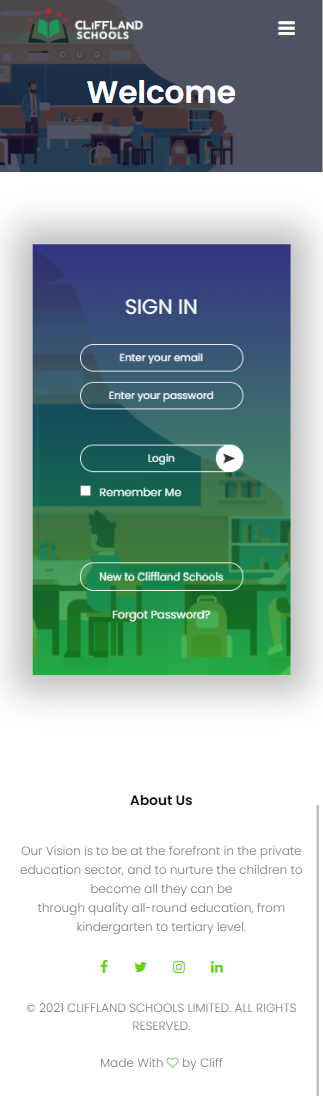 CLiFFLAND
SCHOOLS
Welcome
SIGN IN
Enter your email
Enter your password
Login
Remember Me
New to Cliffland Schools
Forgot Password?
About Us
Our Vision is to be at the forefront in the private
education sector, and to nurture the children to
become all they can be
through quality all-round education, from
kindergarten to tertiary level.
© 2021 CLIFFLAND SCHOOLS LIMITED. ALL RIGHTS
RESERVED.
Made With ♡ by Cliff